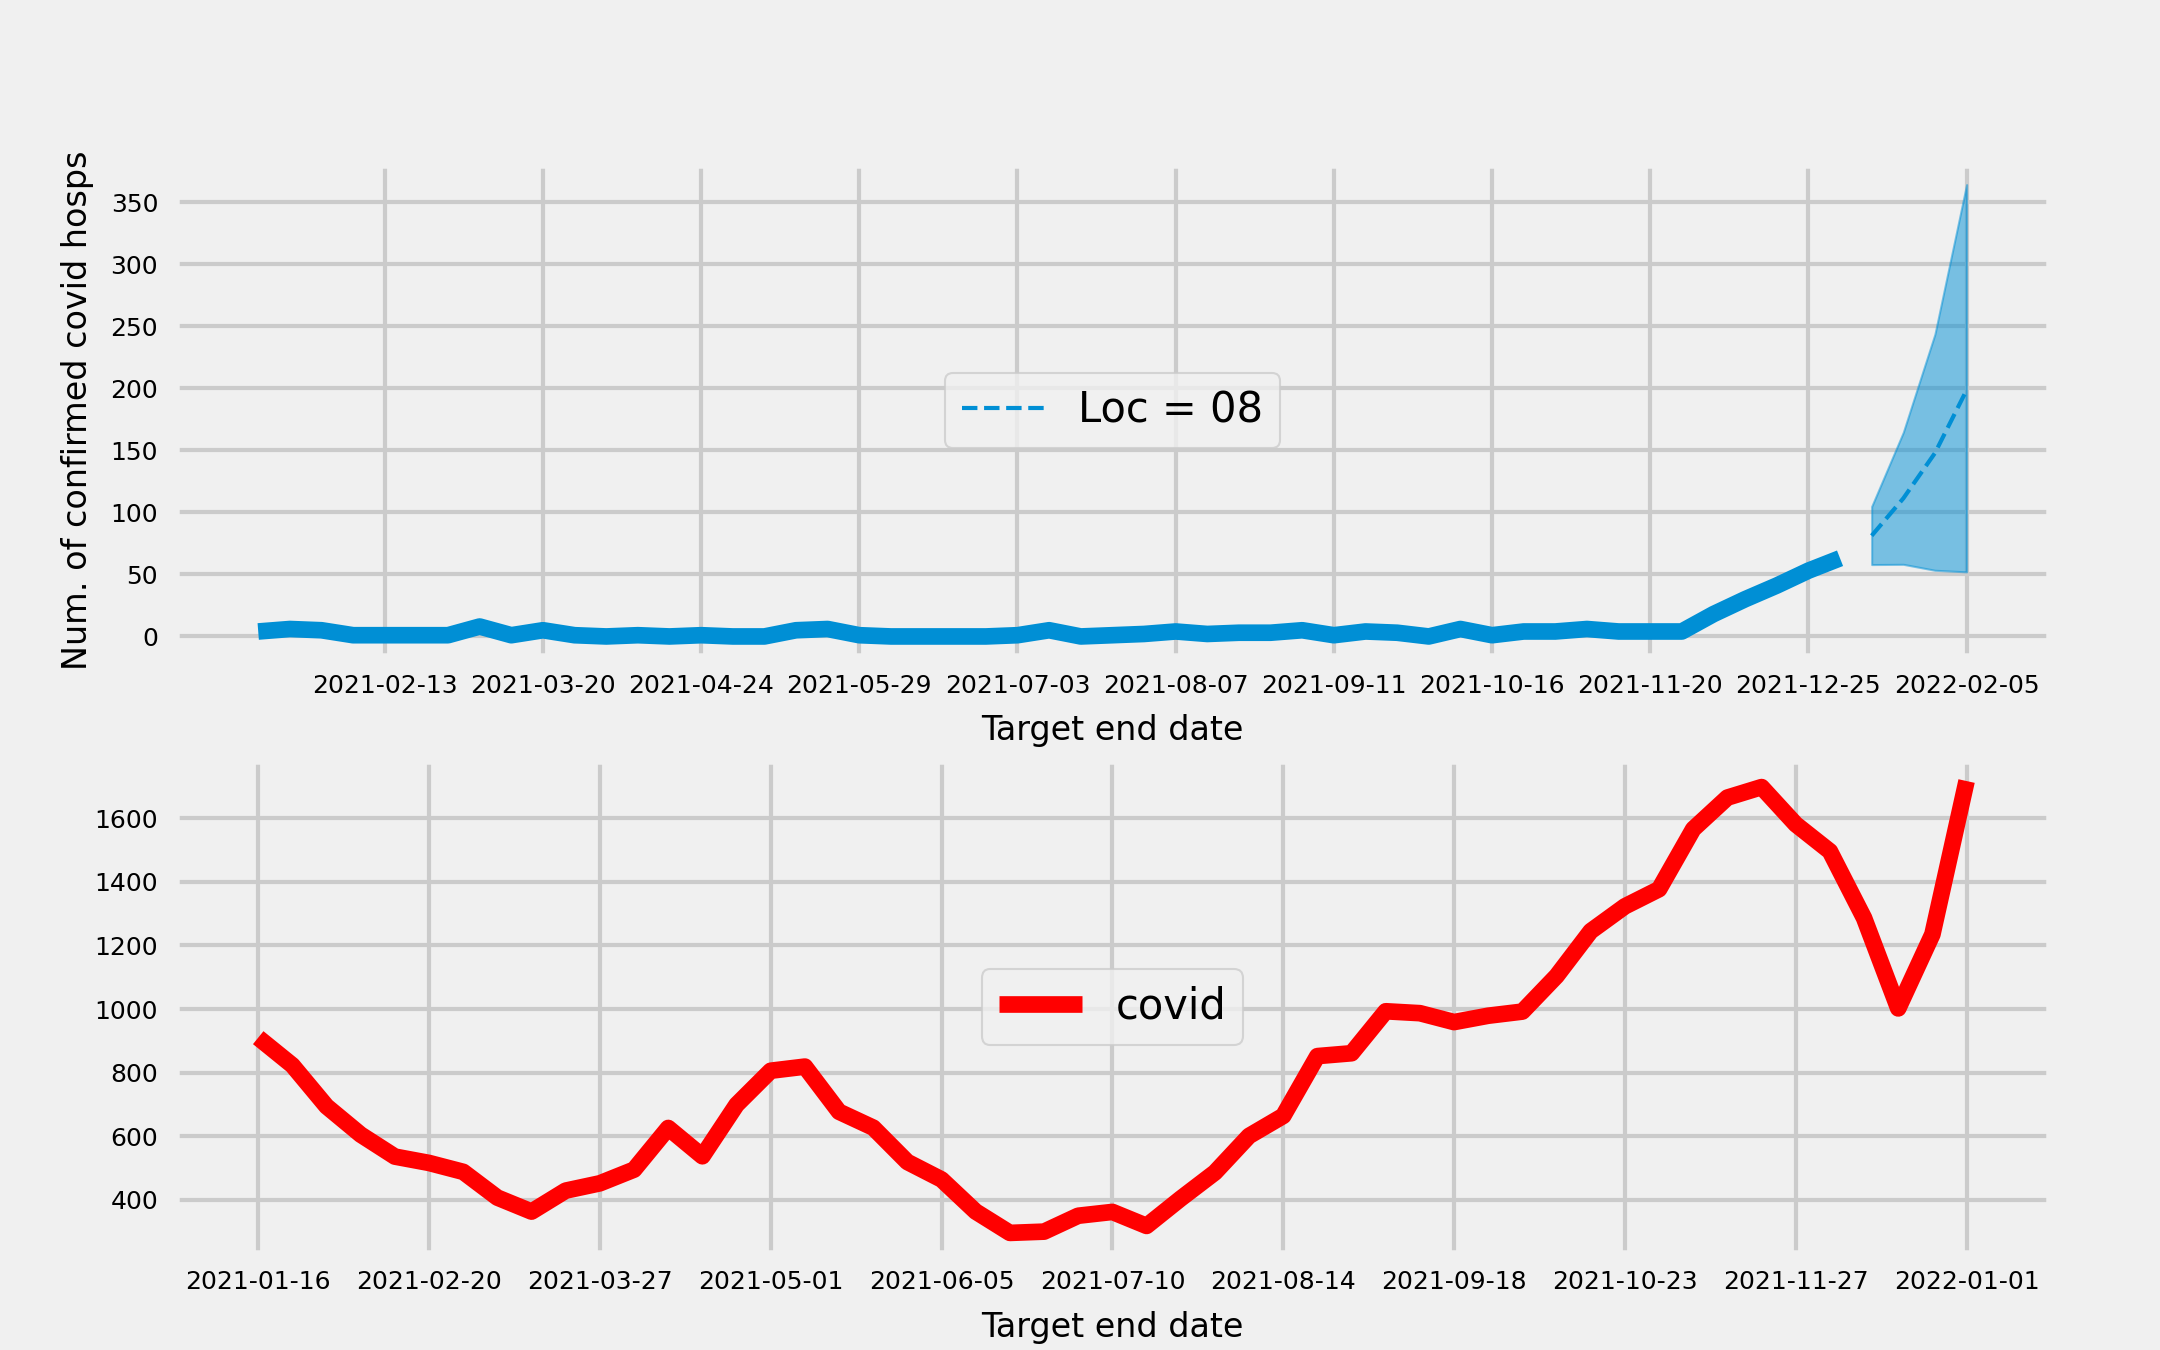 Num. of confirmed covid hosps
350
300
250
200
150
100
50
0
Loc = 08
2021-02-13 2021-03-20 2021-04-24 2021-05-29 2021-07-03 2021-08-07 2021-09-11 2021-10-16 2021-11-20 2021-12-25 2022-02-05
Target end date
1600
1400
1200
1000
800
600
400
covid
2021-01-16 2021-02-20 2021-03-27 2021-05-01 2021-06-05 2021-07-10 2021-08-14 2021-09-18 2021-10-23 2021-11-27 2022-01-01
Target end date